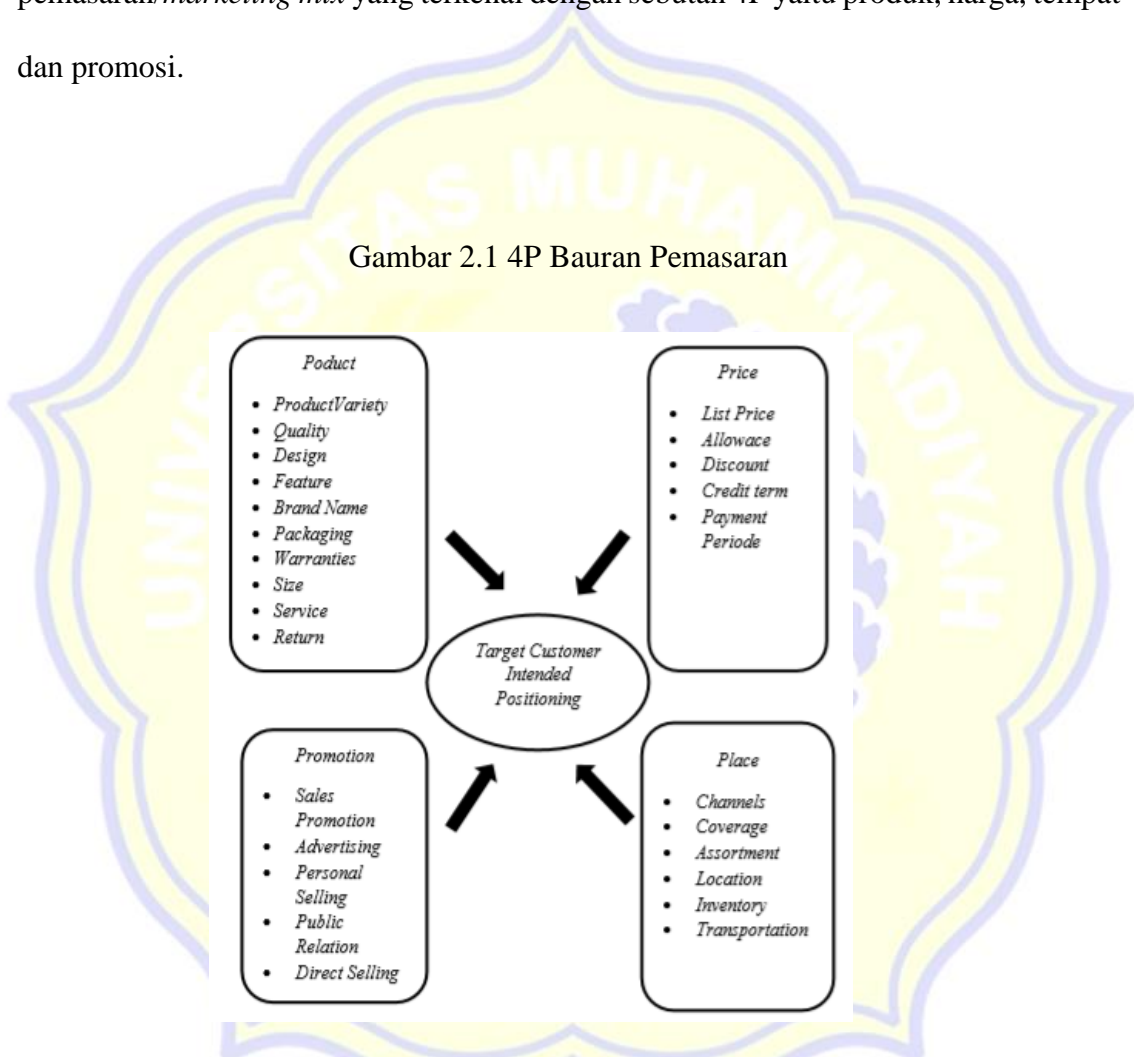 pemasaran/marketing mix yang terkenal dengan sebutan 4P yaitu produk, harga, tempat
dan promosi.
UNIVERSITAS MUHAMMADIYAH
Gambar 2.1 4P Bauran Pemasaran
Poduct
• ProductVariety
• Quality
• Design
• Feature
• Brand Name
• Packaging
• Warranties
• Size
• Service
• Return
Price
• List Price
• Allowace
• Discount
• Credit term
• Payment
Periode
Target Customer
Intended
Positioning
Promotion
• Sales
Promotion
• Advertising
• Personal
Selling
• Public
Relation
• Direct Selling
Place
• Channels
• Coverage
• Assortment
• Location
• Inventory
• Transportation